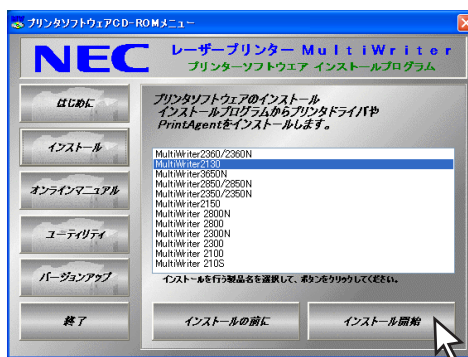 プリンタソフトウェアCD-ROMメニュー
NEC
レーザープリンター MultiWriter
プリンターソフトウェア インストールプログラム
はじめに
インストール
オンラインマニュアル
ユーティリティ
バージョンアップ
終了
プリンタソフトウェアのインストール
インストールプログラムからプリンタドライバや
PrintAgentをインストールします。
MultiWriter2360/2360N
MultiWriter2130
MultiWriter3650N
MultiWriter2850/2850N
MultiWriter2350/2350N
MultiWriter2150
MultiWriter 2800N
MultiWriter 2800
MultiWriter 2300N
MultiWriter 2300
MultiWriter 2100
MultiWriter 210S
インストールを行う製品名を選択して、ボタンをクリックしてください。
インストールの前に
インストール開始